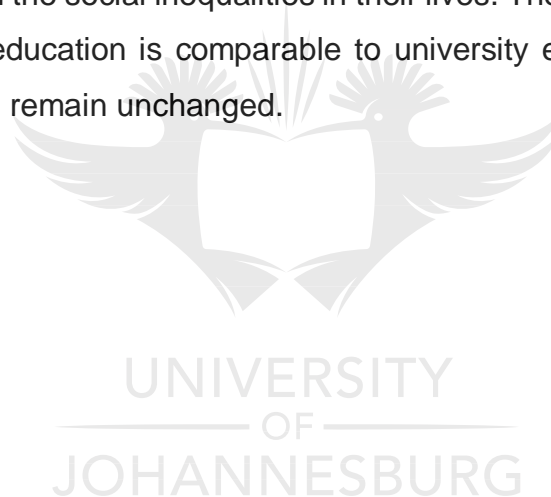 the social inequalities in their lives. The
education is comparable to university e
remain unchanged.
UNIVERSITY
OF
JOHANNESBURG